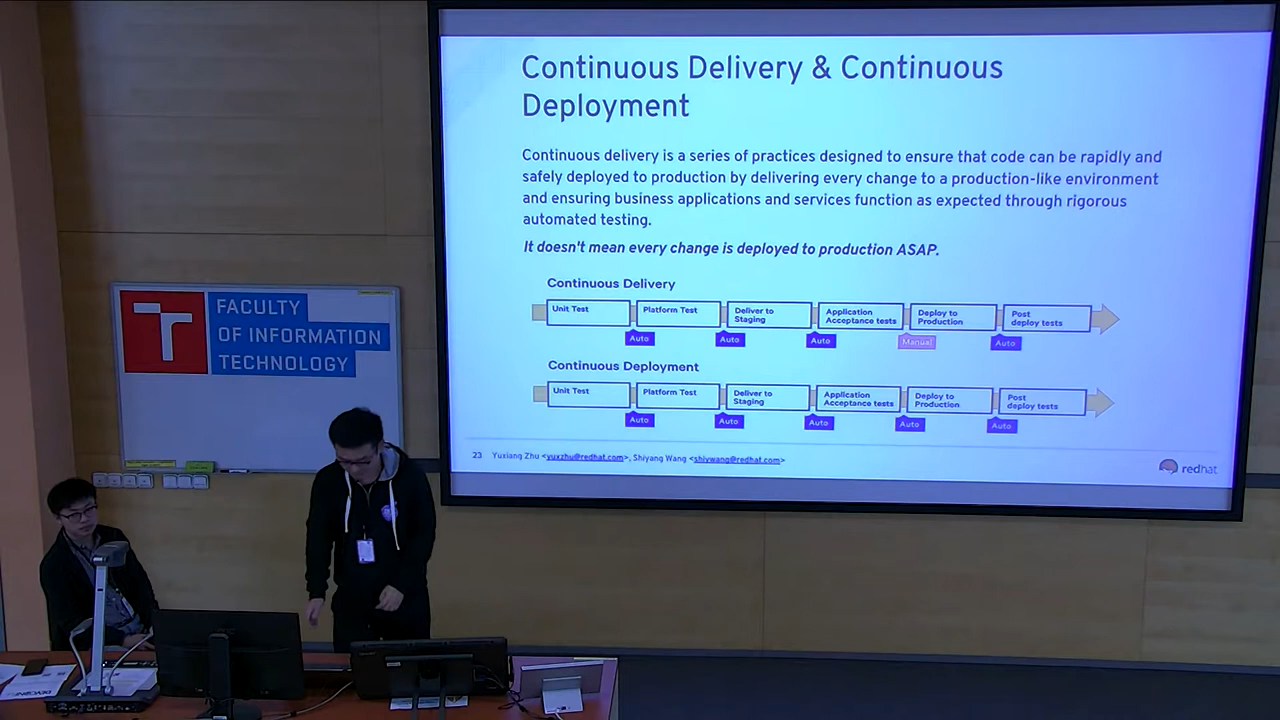 Continuous Delivery & Continuous
Deployment
Continuous delivery is a series of practices designed to ensure that code can be rapidly and
safely deployed to production by delivering every change to a production-like environment
and ensuring business applications and services function as expected through rigorous
automated testing.
It doesn't mean every change is deployed to production ASAP.
Continuous Delivery
Unit Test
Platform Test
Deliver to
Staging
Application
Acceptance tests
Deploy to
Production
Post
deploy tests
Auto
Auto
Auto
Manual
Auto
Continuous Deployment
Unit Test
Platform Test
Deliver to
Staging
Application
Acceptance tests
Deploy to
Production
Post
deploy tests
Auto
Auto
Auto
Auto
Auto
23 Yuxiang Zhu <yuxzhu@redhat.com>, Shiyang Wang <shiywang@redhat.com>
redhat
FACULTY
OF INFORMATION
TECHNOLOGY